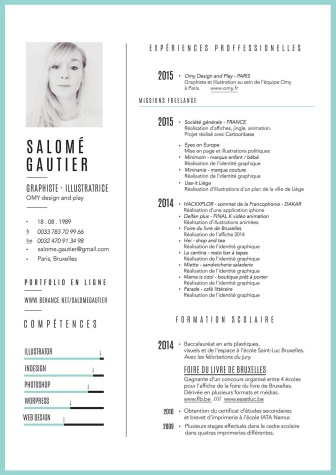 SALOMÉ
GAUTIER
GRAPHISTE - ILLUSTRATRICE
OMY design and play
18 . 08 . 1989
fr 0033 783 70 99 66
be 0032 470 91 34 98
salome.gautier@gmail.com
Paris, Bruxelles
PORTFOLIO EN LIGNE
WWW.BEHANCE.NET/SALOMEGAUTIER
COMPÉTENCES
ILLUSTRATOR
INDESIGN
PHOTOSHOP
WORPRESS
WEB DESIGN
EXPÉRIENCES PROFFESSIONELLES
2015 • Omy Design and Play - PARIS
Graphiste et illustration au sein de l'équipe Omy
à Paris. www.omy.fr
MISSIONS FREELANCE
2015 • Société générale - FRANCE
Réalisation d'affiches, jingle, animation.
Projet réalisé avec Cartoonbase
• Eyes on Europe
Mise en page et illustrations politiques
• Minimom - marque enfant / bébé
Réalisation de l'identité graphique
• Mininanie - marque couture
Réalisation de l'identité graphique
• Use-it Liège
Réalisation d'illustrations d'un plan de la ville de Liège
2014 • HACKXPLOR - sommet de la Francophonie - DAKAR
Réalisation d'une application iphone
• Delfan plus - FINAL K vidéo animation
Réalisation d'illustrations animées.
• Foire du livre de Bruxelles
Réalisation de l'affiche 2014
• Hei - shop and tea
Réalisation de l'identité graphique
• La cantina - resto bar à tapas
Réalisation de l'identité graphique
• Miette - sandwicherie saladerie
Réalisation de l'identité graphique
• Mama is cool - boutique prêt à porter
Réalisation de l'identité graphique
• Parade - café littéraire
Réalisation de l'identité graphique
FORMATION SCOLAIRE
2014 • Baccalauréat en arts plastiques,
visuels et de l'espace à l'école Saint-Luc Bruxelles.
Avec les félicitations du jury.
FOIRE DU LIVRE DE BRUXELLES
Gagnante d'un concours organisé entre 4 écoles
pour l'affiche de la foire du livre de Bruxelles.
Dérivée en plusieurs formats et médias.
www.flb.be //// www.esastluc.be
2010 • Obtention du certificat d'études secondaires
et brevet d'imprimerie à l'école IATA Namur.
2009 • Plusieurs stages effectués dans le cadre scolaire
dans quatres imprimeries différentes.